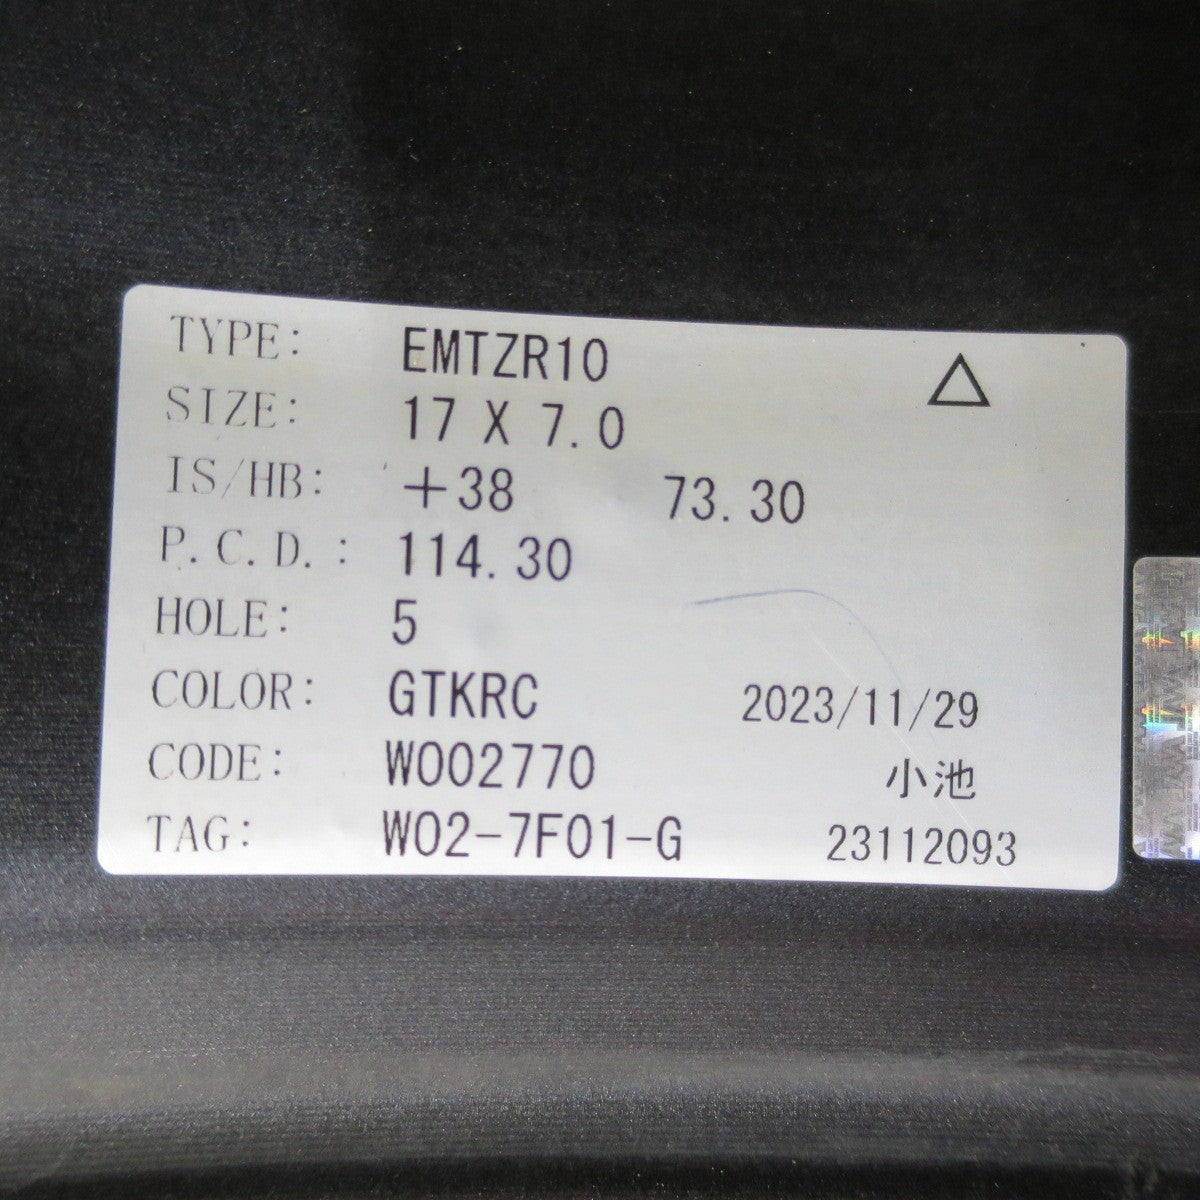 TYPE: EMTZR10 △
SIZE: 17 X 7.0
IS/HB: +38 73.30
P.C.D.: 114.30
HOLE: 5
COLOR: GTKRC 2023/11/29
CODE: W002770 小池
TAG: W02-7F01-G 23112093